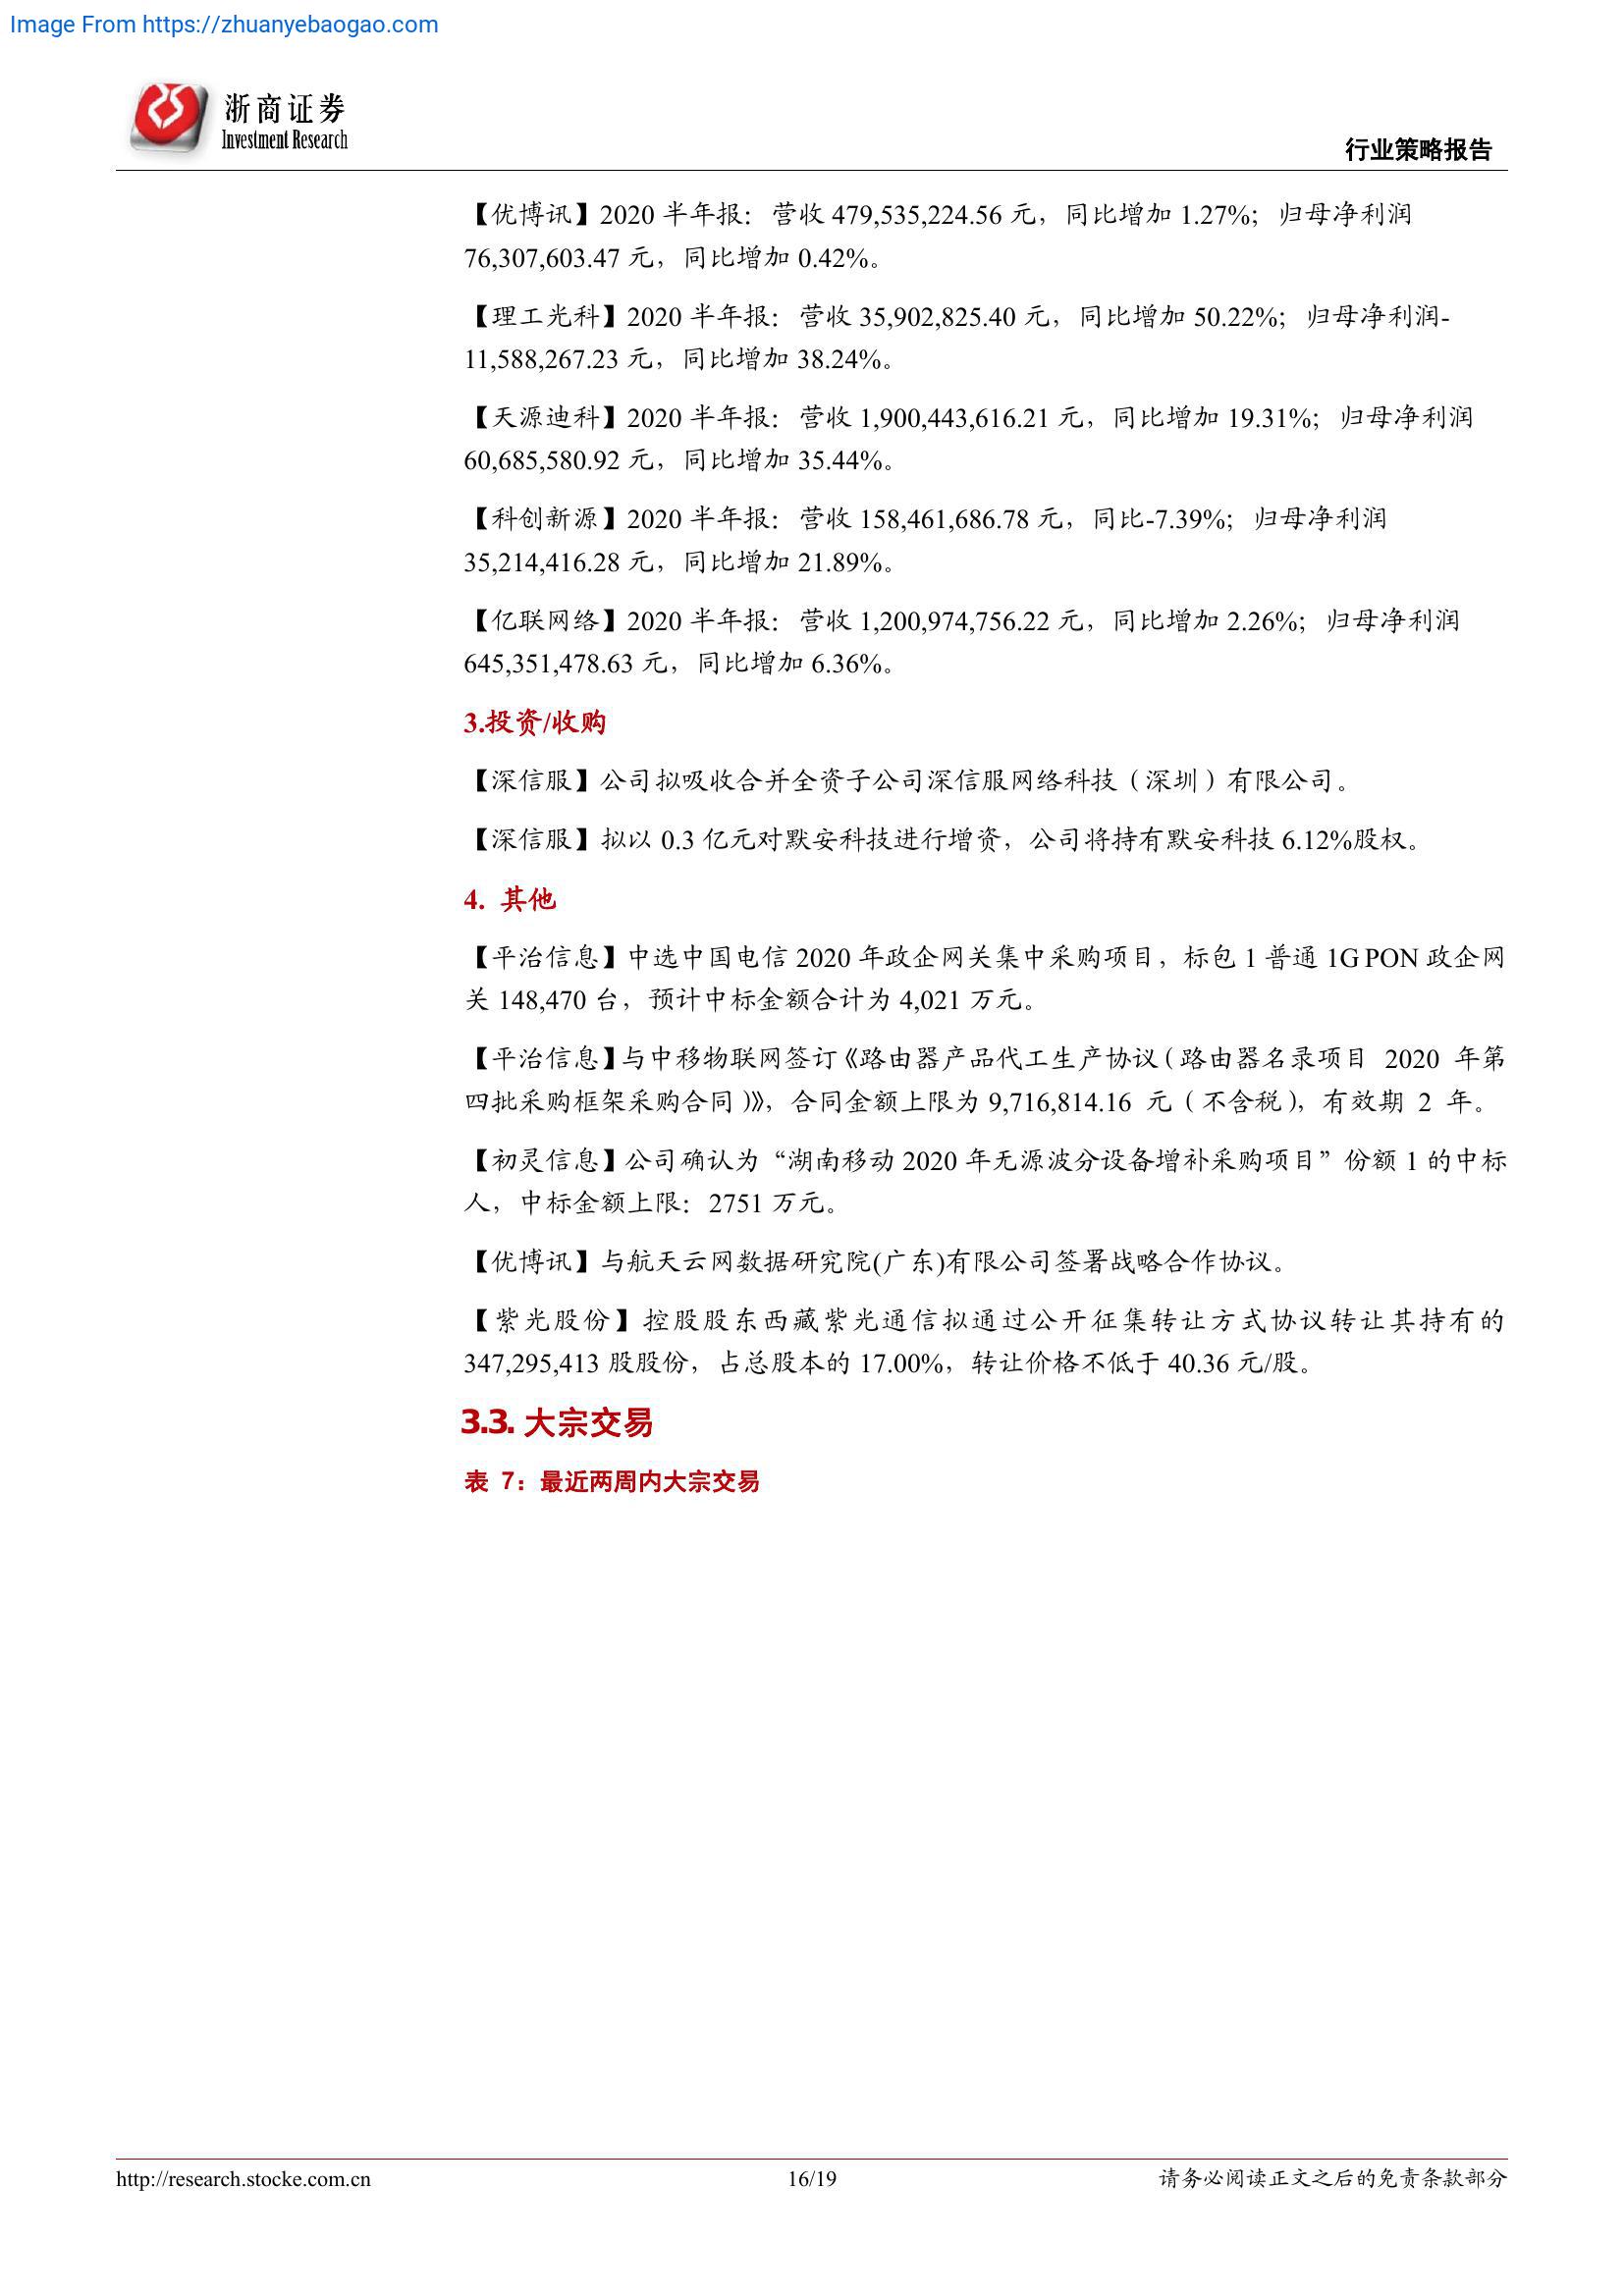 Image From https://zhuanyebaogao.com
浙商证券
Investment Research
行业策略报告
【优博讯】2020 半年报：营收 479,535,224.56 元，同比增加 1.27%；归母净利润
76,307,603.47 元，同比增加 0.42%。
【理工光科】2020 半年报：营收 35,902,825.40 元，同比增加 50.22%；归母净利润-
11,588,267.23 元，同比增加 38.24%。
【天源迪科】2020 半年报：营收 1,900,443,616.21 元，同比增加 19.31%；归母净利润
60,685,580.92 元，同比增加 35.44%。
【科创新源】2020 半年报：营收 158,461,686.78 元，同比-7.39%；归母净利润
35,214,416.28 元，同比增加 21.89%。
【亿联网络】2020 半年报：营收 1,200,974,756.22 元，同比增加 2.26%；归母净利润
645,351,478.63 元，同比增加 6.36%。
3.投资/收购
【深信服】公司拟吸收合并全资子公司深信服网络科技（深圳）有限公司。
【深信服】拟以 0.3 亿元对默安科技进行增资，公司将持有默安科技 6.12%股权。
4. 其他
【平治信息】中选中国电信 2020 年政企网关集中采购项目，标包 1 普通 1G PON 政企网
关 148,470 台，预计中标金额合计为 4,021 万元。
【平治信息】与中移物联网签订《路由器产品代工生产协议（路由器名录项目 2020 年第
四批采购框架采购合同）》，合同金额上限为 9,716,814.16 元（不含税），有效期 2 年。
【初灵信息】公司确认为“湖南移动 2020 年无源波分设备增补采购项目”份额 1 的中标
人，中标金额上限：2751 万元。
【优博讯】与航天云网数据研究院(广东)有限公司签署战略合作协议。
【紫光股份】控股股东西藏紫光通信拟通过公开征集转让方式协议转让其持有的
347,295,413 股股份，占总股本的 17.00%，转让价格不低于 40.36 元/股。
3.3. 大宗交易
表 7：最近两周内大宗交易
http://research.stocke.com.cn
16/19
请务必阅读正文之后的免责条款部分